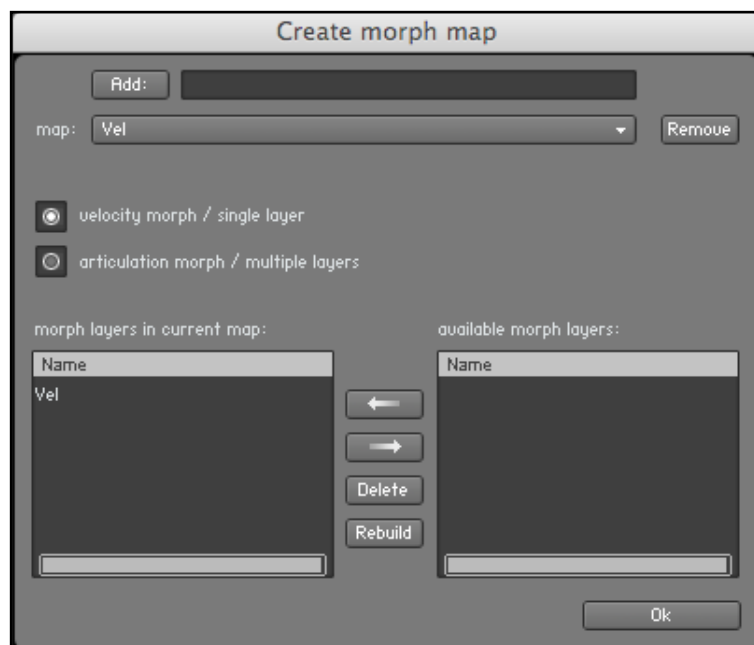 Create morph map
Add:
map: Vel Remove
velocity morph / single layer
articulation morph / multiple layers
morph layers in current map: available morph layers:
Name Name
Vel
Delete
Rebuild
Ok